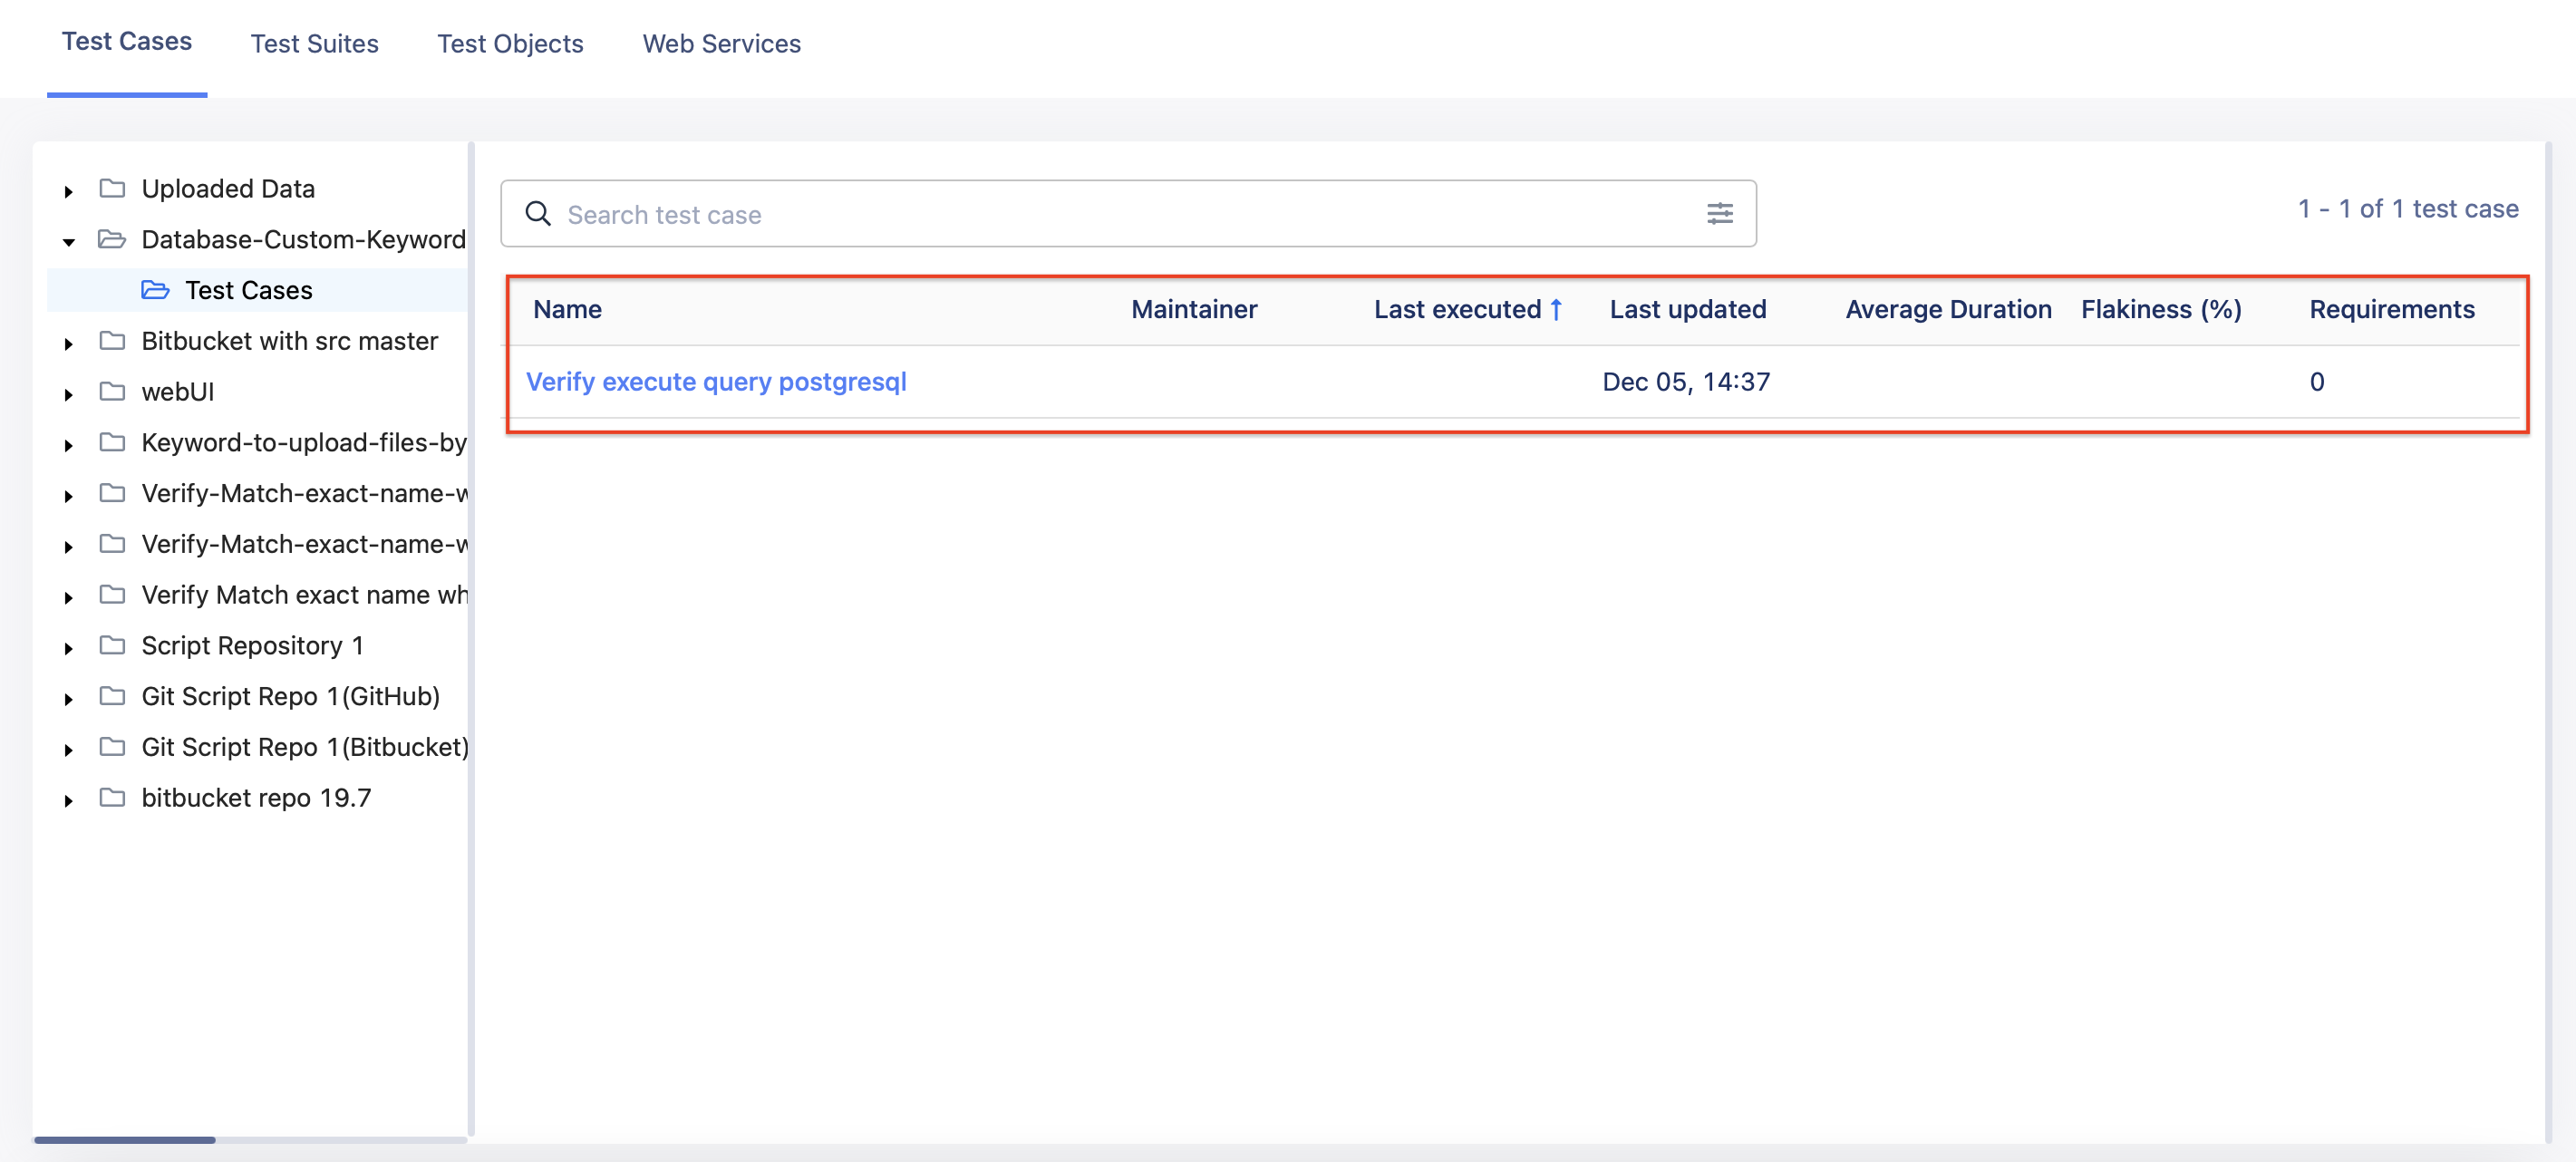 Test Cases Test Suites Test Objects Web Services
Uploaded Data
Database-Custom-Keyword
Test Cases
Bitbucket with src master
webUI
Keyword-to-upload-files-by
Verify-Match-exact-name-w
Verify-Match-exact-name-w
Verify Match exact name wh
Script Repository 1
Git Script Repo 1(GitHub)
Git Script Repo 1(Bitbucket)
bitbucket repo 19.7
Search test case
1 - 1 of 1 test case
Name Maintainer Last executed ↑ Last updated Average Duration Flakiness (%) Requirements
Verify execute query postgresql Dec 05, 14:37 0